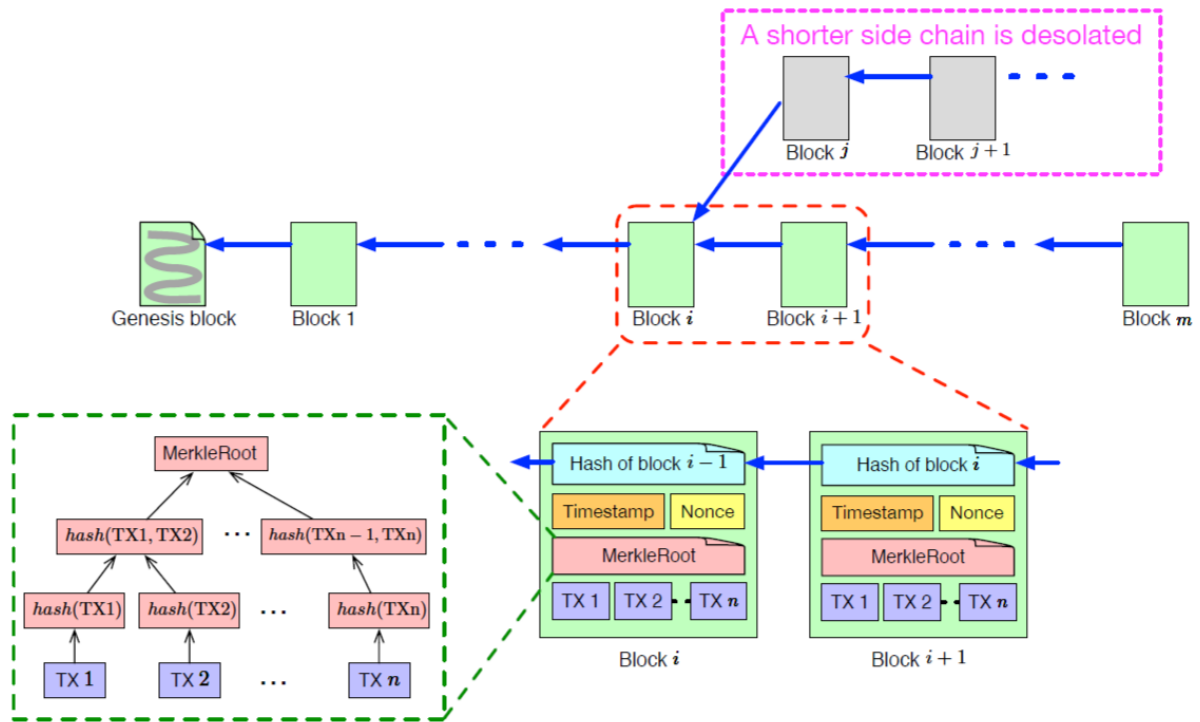 A shorter side chain is desolated
Block j
Block j + 1
Genesis block
Block 1
Block i
Block i + 1
Block m
MerkleRoot
hash(TX1, TX2)
...
hash(TXn − 1, TXn)
hash(TX1)
hash(TX2)
...
hash(TXn)
TX 1
TX 2
...
TX n
Hash of block i − 1
Timestamp
Nonce
MerkleRoot
TX 1
TX 2
TX n
Block i
Hash of block i
Timestamp
Nonce
MerkleRoot
TX 1
TX 2
TX n
Block i + 1